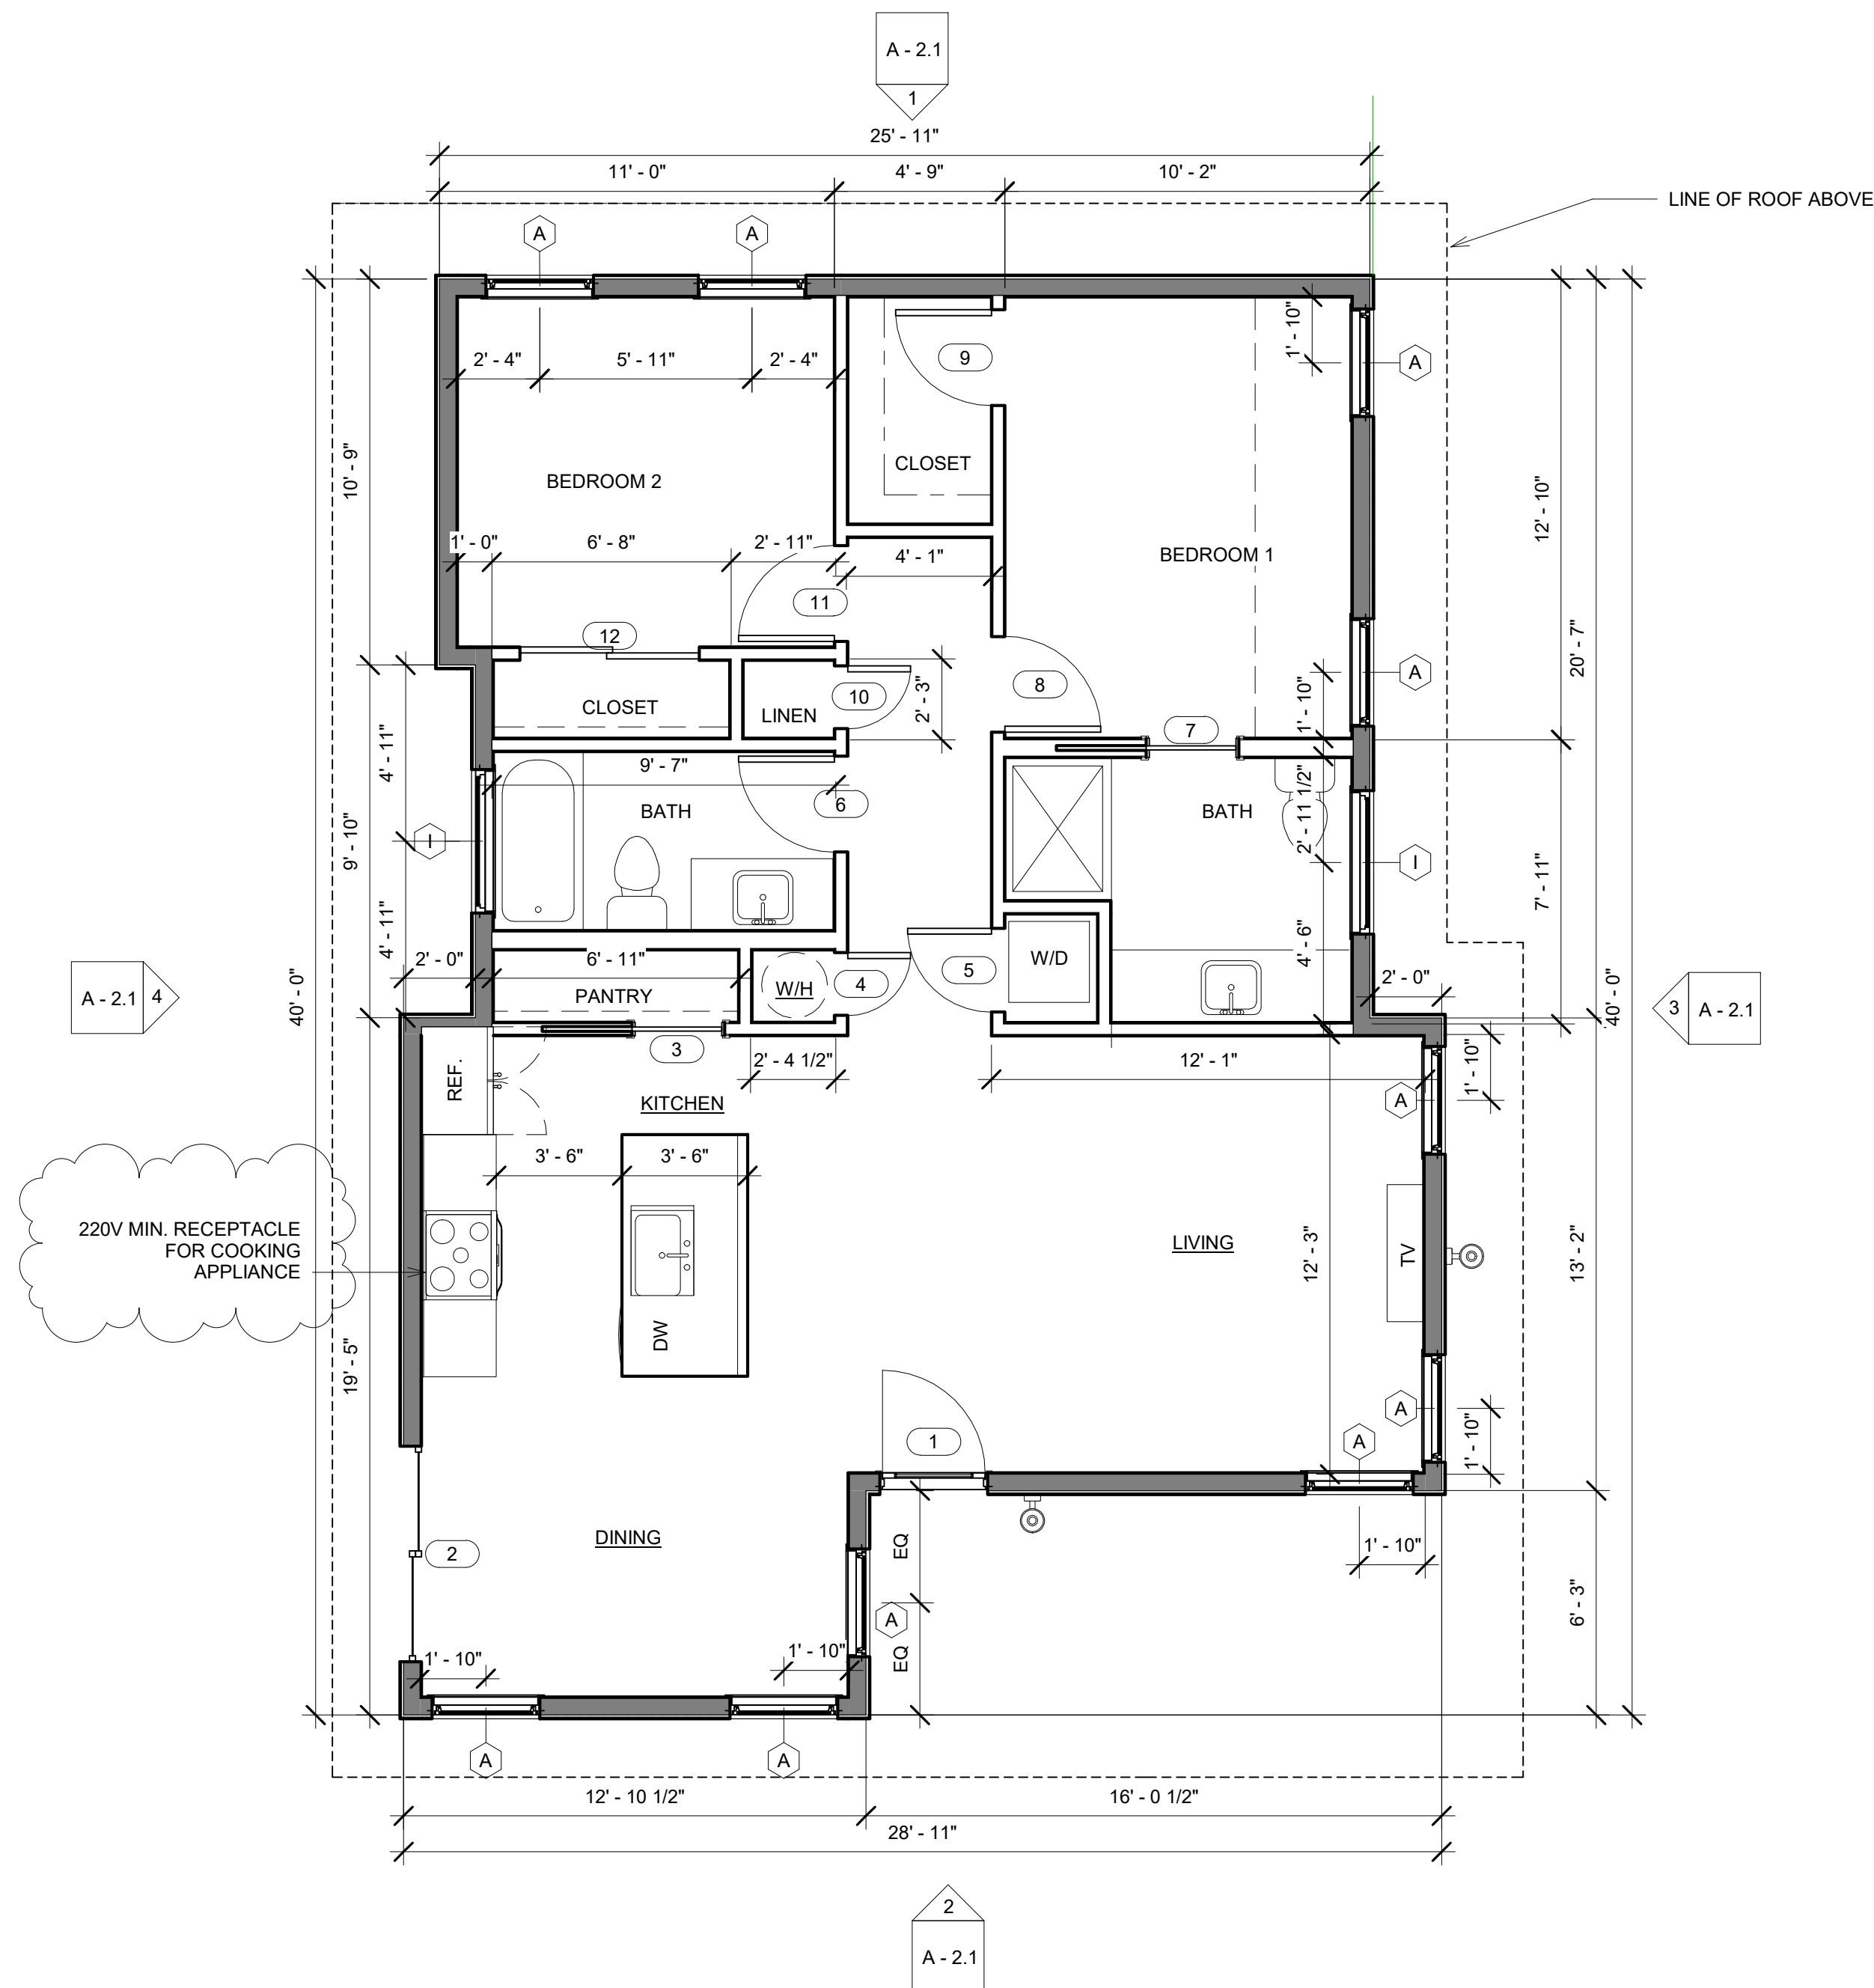 A - 2.1
1
25' - 11"
11' - 0"
4' - 9"
10' - 2"
LINE OF ROOF ABOVE
A
A
1' - 10"
2' - 4"
5' - 11"
2' - 4"
9
A
10' - 9"
CLOSET
BEDROOM 2
12' - 10"
1' - 0"
6' - 8"
2' - 11"
4' - 1"
BEDROOM 1
11
12
20' - 7"
8
A
10
2' - 3"
CLOSET
LINEN
1' - 10"
7
4' - 11"
9' - 7"
6
BATH
BATH
2' - 11 1/2"
I
I
9' - 10"
7' - 11"
4' - 11"
4' - 6"
2' - 0"
6' - 11"
W/D
5
4
2' - 0"
A - 2.1
4
40' - 0"
PANTRY
W/H
40' - 0"
3
A - 2.1
3
2' - 4 1/2"
12' - 1"
1' - 10"
REF.
KITCHEN
A
3' - 6"
3' - 6"
220V MIN. RECEPTACLE
FOR COOKING
APPLIANCE
LIVING
12' - 3"
TV
13' - 2"
DW
19' - 5"
A
1
A
1' - 10"
DINING
2
EQ
1' - 10"
A
6' - 3"
1' - 10"
1' - 10"
EQ
A
A
12' - 10 1/2"
16' - 0 1/2"
28' - 11"
2
A - 2.1